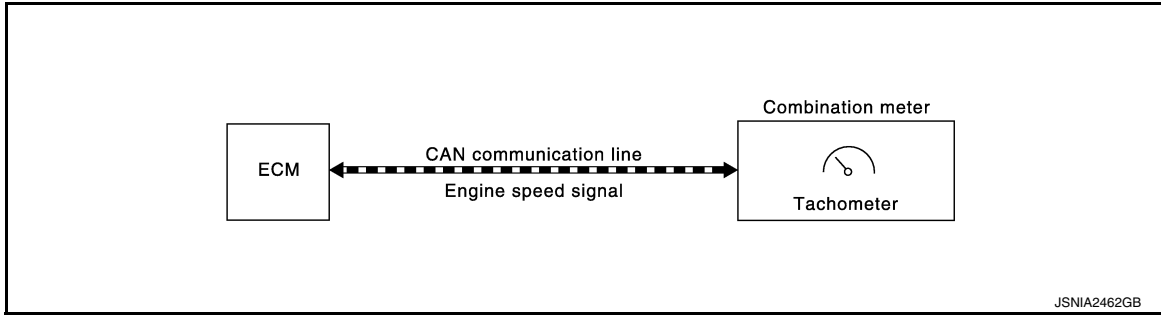 Combination meter
ECM
CAN communication line
Engine speed signal
Tachometer
JSNIA2462GB